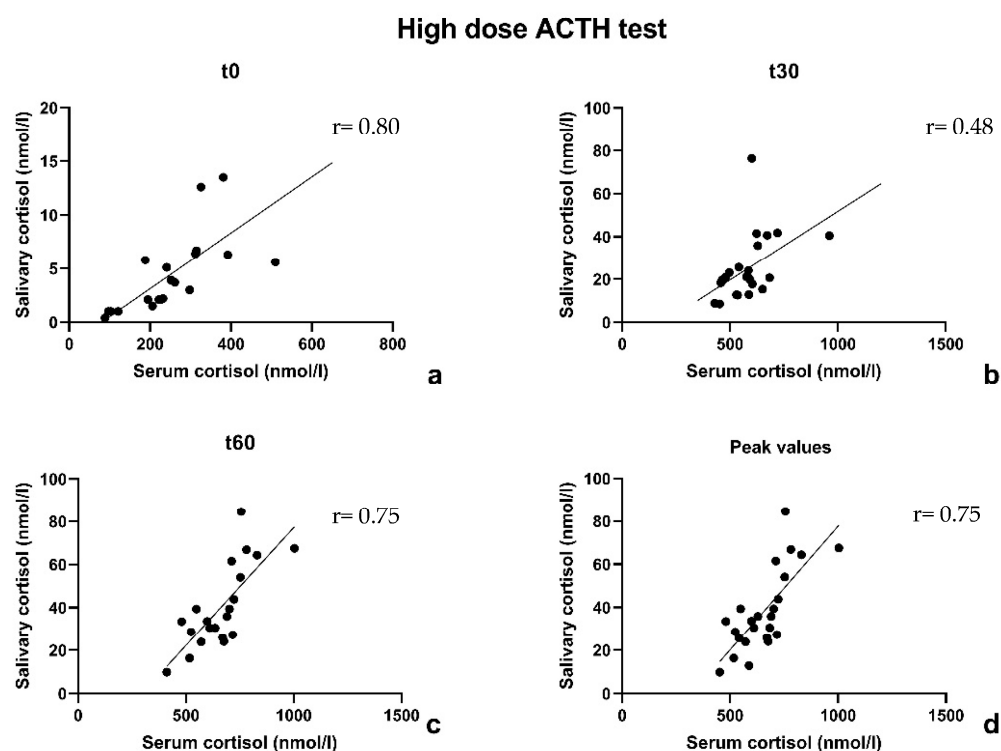 High dose ACTH test
t0
Salivary cortisol (nmol/l)
20
15
10
5
0
r= 0.80
0 200 400 600 800
Serum cortisol (nmol/l)
a
t30
Salivary cortisol (nmol/l)
100
80
60
40
20
0
r= 0.48
0 500 1000 1500
Serum cortisol (nmol/l)
b
t60
Salivary cortisol (nmol/l)
100
80
60
40
20
0
r= 0.75
0 500 1000 1500
Serum cortisol (nmol/l)
c
Peak values
Salivary cortisol (nmol/l)
100
80
60
40
20
0
r= 0.75
0 500 1000 1500
Serum cortisol (nmol/l)
d